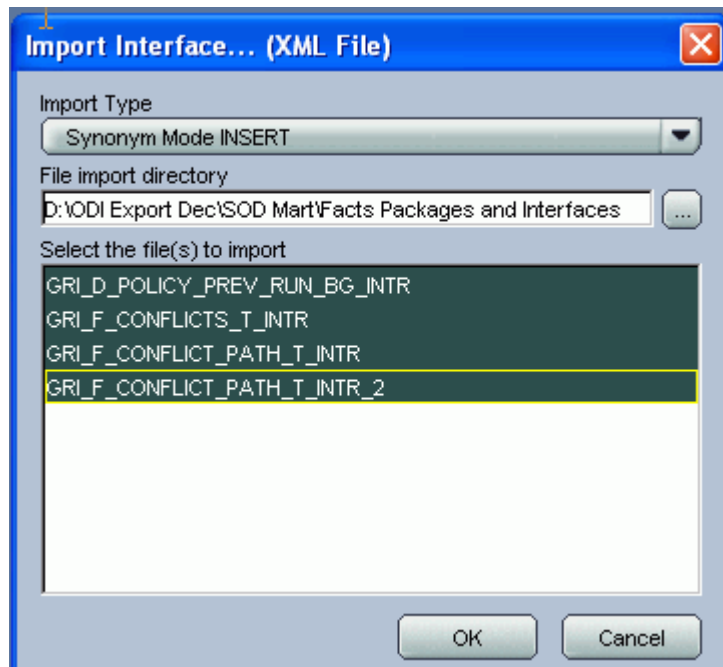 Import Interface... (XML File)
Import Type
Synonym Mode INSERT
File import directory
D:\ODI Export Dec\SOD Mart\Facts Packages and Interfaces
...
Select the file(s) to import
GRI_D_POLICY_PREV_RUN_BG_INTR
GRI_F_CONFLICTS_T_INTR
GRI_F_CONFLICT_PATH_T_INTR
GRI_F_CONFLICT_PATH_T_INTR_2
OK Cancel